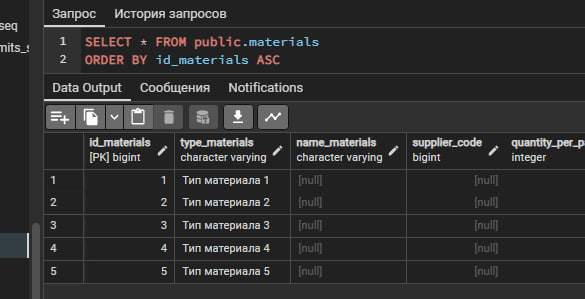 seq
mits_s
Запрос История запросов
1 SELECT * FROM public.materials
2 ORDER BY id_materials ASC
Data Output Сообщения Notifications
id_materials type_materials name_materials supplier_code quantity_per_p
[PK] bigint character varying character varying bigint integer
1 1 Тип материала 1 [null] [null]
2 2 Тип материала 2 [null] [null]
3 3 Тип материала 3 [null] [null]
4 4 Тип материала 4 [null] [null]
5 5 Тип материала 5 [null] [null]